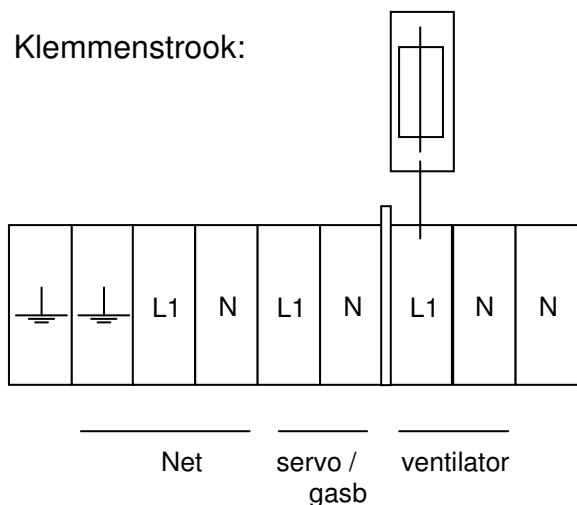 Klemmenstrook:
L1 N L1 N L1 N N
Net servo / ventilator
gasb